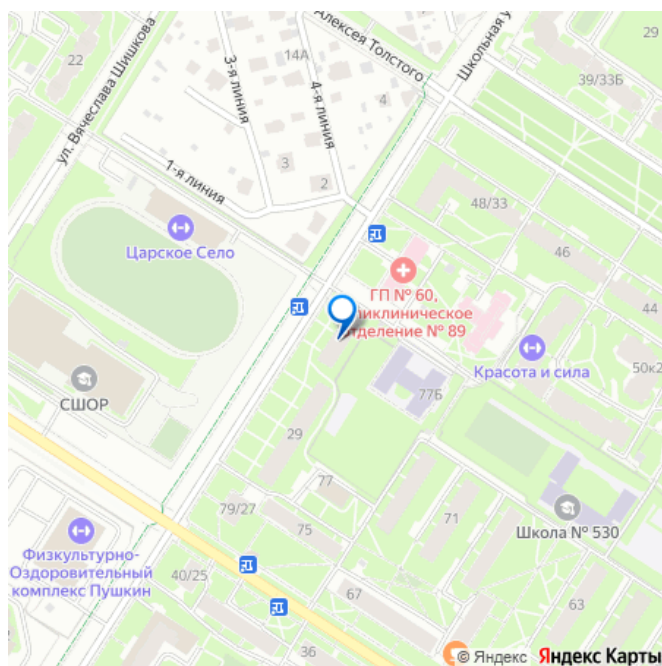 29
Алексея Толстого
Школьная у
22
ул. Вячеслава Шишкова
3-я линия
14А
4-я линия
39/33Б
4
3
2
1-я линия
48/33
46
Царское Село
ГП № 60,
иклиническое
отделение № 89
44
Красота и сила
50к2
77Б
СШОР
29
77
79/27
75
71
Школа № 530
Физкультурно-
Оздоровительный
комплекс Пушкин
40/25
67
63
36
© Яндекс Яндекс Карты